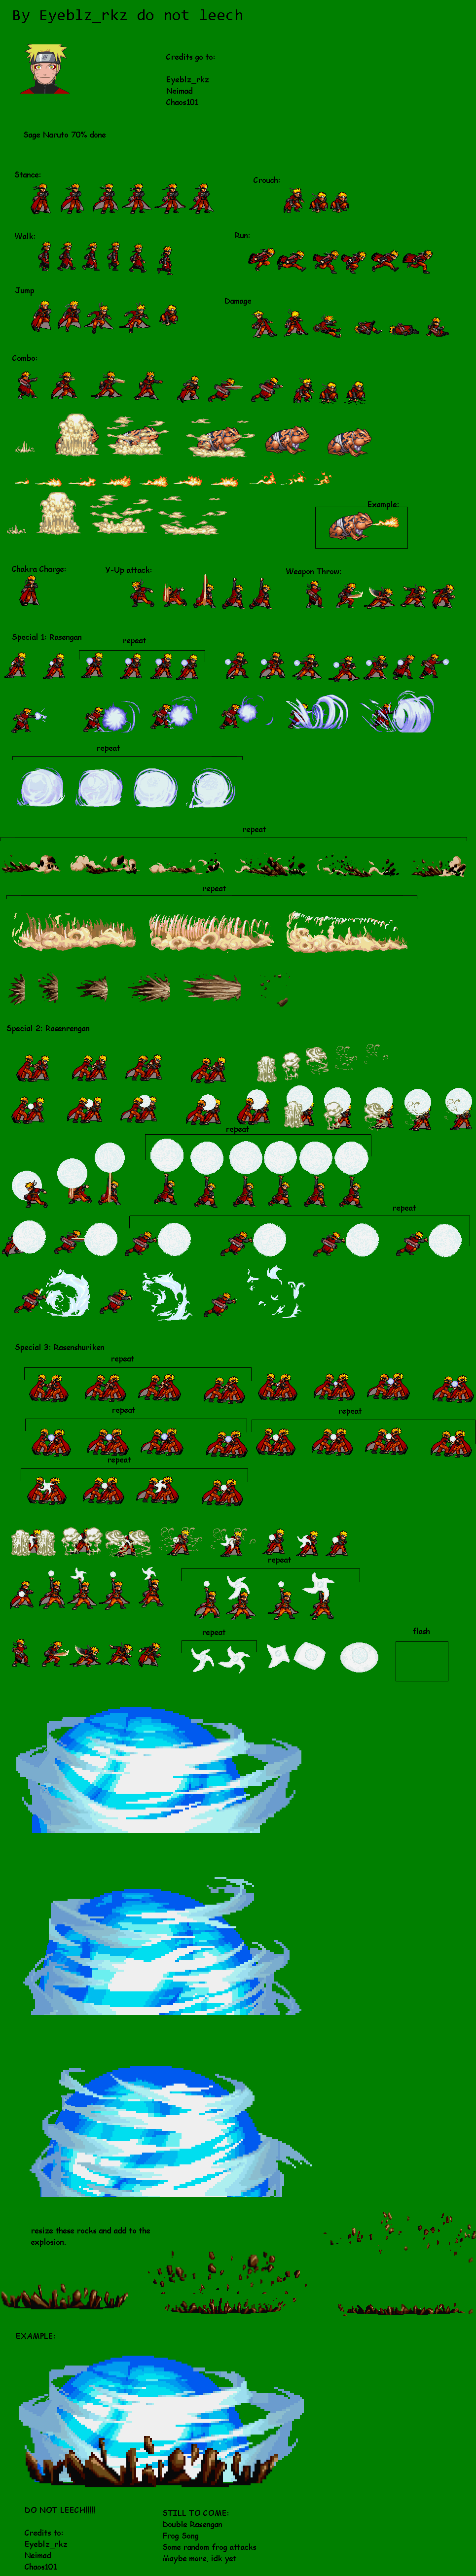 By Eyeblz_rkz do not leech
Credits go to:
Eyeblz_rkz
Neimad
Chaos101
Sage Naruto 70% done
Stance:
Crouch:
Walk:
Run:
Jump
Damage
Combo:
Example:
Chakra Charge:
Y-Up attack:
Weapon Throw:
Special 1: Rasengan
repeat
repeat
repeat
repeat
Special 2: Rasenrengan
repeat
repeat
Special 3: Rasenshuriken
repeat
repeat
repeat
repeat
repeat
repeat
flash
resize these rocks and add to the
explosion.
EXAMPLE:
DO NOT LEECH!!!!!
Credits to:
Eyeblz_rkz
Neimad
Chaos101
STILL TO COME:
Double Rasengan
Frog Song
Some random frog attacks
Maybe more, idk yet